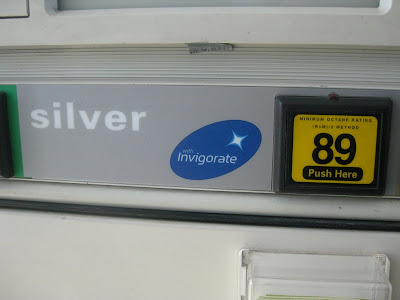 silver
with
Invigorate
MINIMUM OCTANE RATING
(R+M)/2 METHOD
89
Push Here